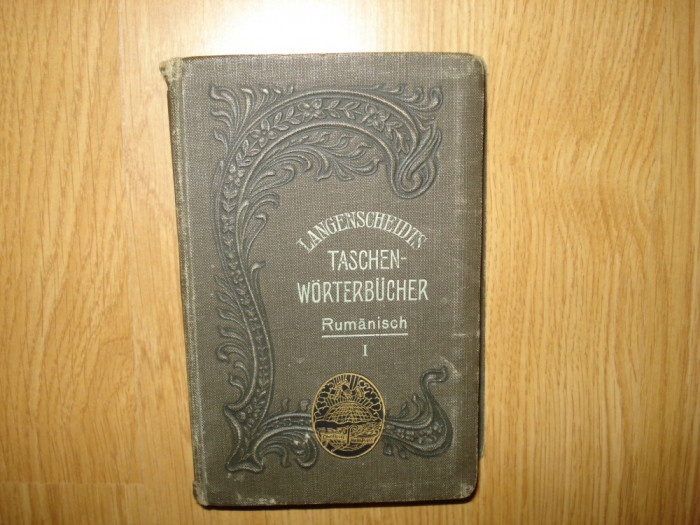 LANGENSCHEIDTS
TASCHEN-
WÖRTERBÜCHER
Rumänisch
I